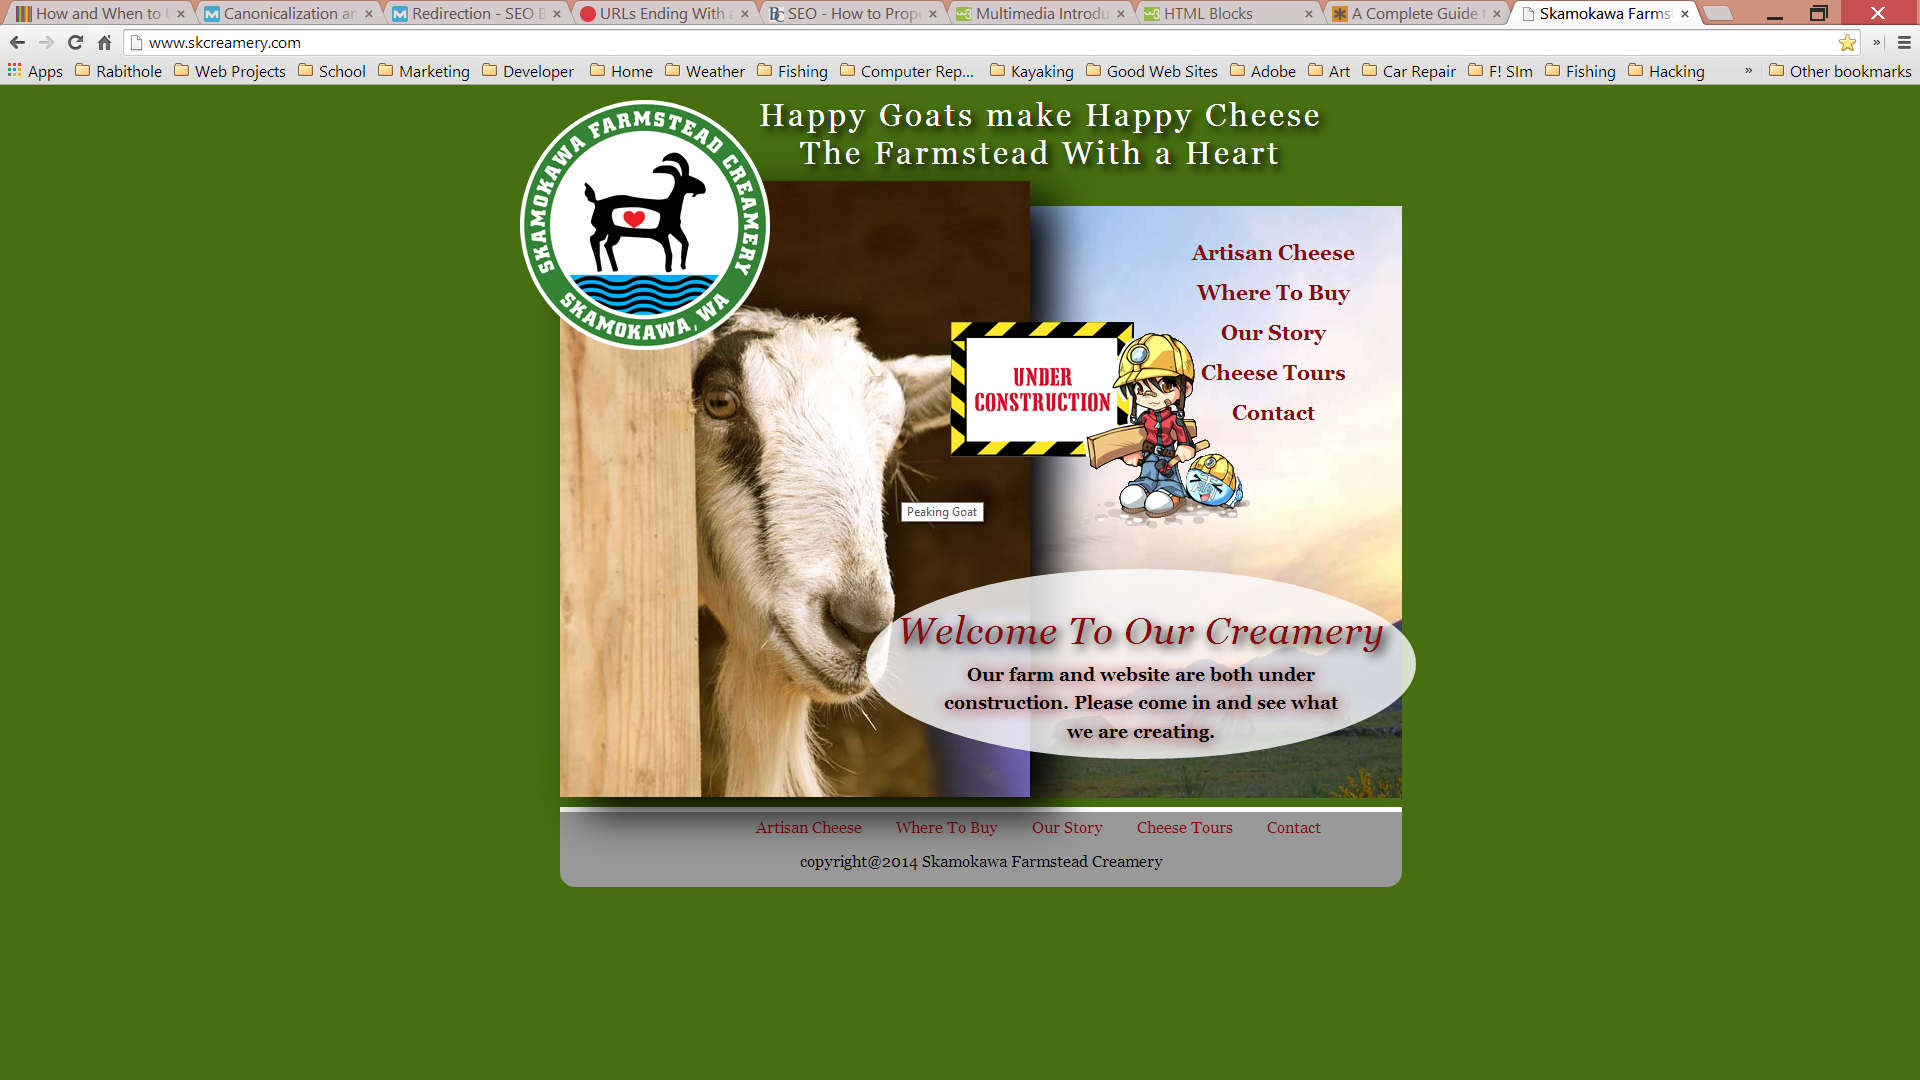 How and When to U
Canonicalization an
Redirection - SEO B
URLs Ending With a
SEO - How to Prope
Multimedia Introdu
HTML Blocks
A Complete Guide
Skamokawa Farmst
www.skcreamery.com
Apps
Rabithole
Web Projects
School
Marketing
Developer
Home
Weather
Fishing
Computer Rep...
Kayaking
Good Web Sites
Adobe
Art
Car Repair
F! SIm
Fishing
Hacking
»
Other bookmarks
Happy Goats make Happy Cheese
The Farmstead With a Heart
SKAMOKAWA FARMSTEAD CREAMERY
SKAMOKAWA, WA
Artisan Cheese
Where To Buy
Our Story
Cheese Tours
Contact
UNDER
CONSTRUCTION
Peaking Goat
Welcome To Our Creamery
Our farm and website are both under
construction. Please come in and see what
we are creating.
Artisan Cheese Where To Buy Our Story Cheese Tours Contact
copyright@2014 Skamokawa Farmstead Creamery